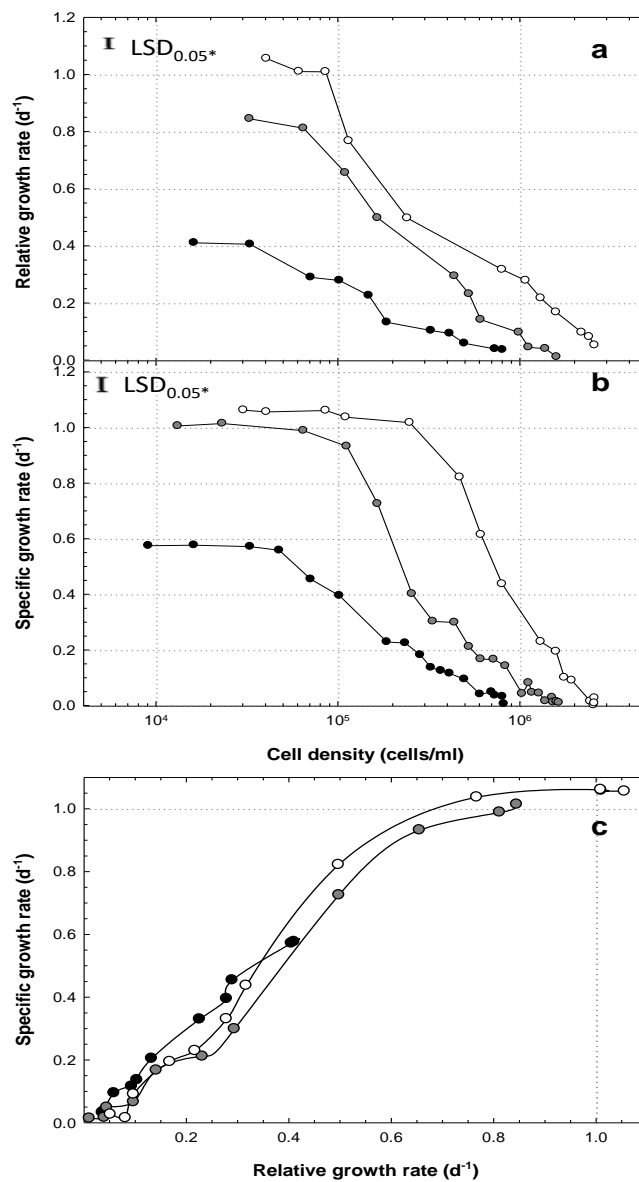 LSD0.05*
a
1.2
1.0
0.8
0.6
0.4
0.2
0.0
Relative growth rate (d-1)
LSD0.05*
b
1.2
1.0
0.8
0.6
0.4
0.2
0.0
Specific growth rate (d-1)
10^4
10^5
10^6
Cell density (cells/ml)
c
1.0
0.8
0.6
0.4
0.2
0.0
Specific growth rate (d-1)
0.2
0.4
0.6
0.8
1.0
Relative growth rate (d-1)